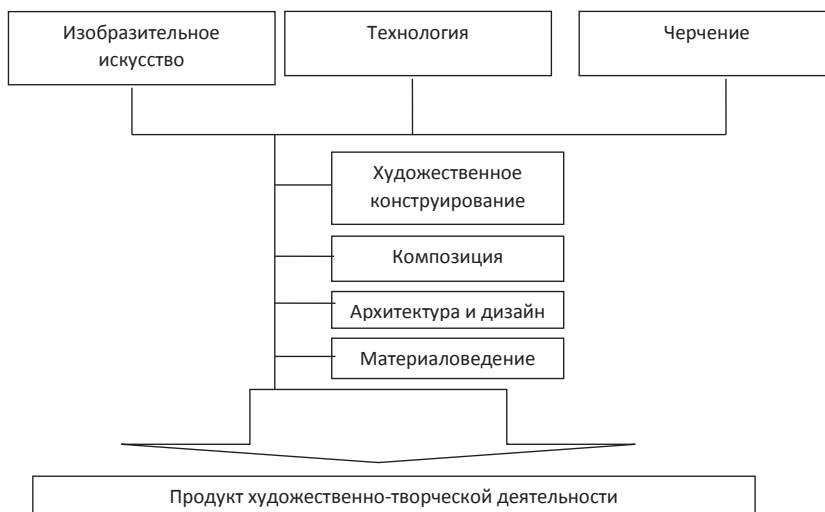 Изобразительное
искусство
Технология
Черчение
Художественное
конструирование
Композиция
Архитектура и дизайн
Материаловедение
Продукт художественно-творческой деятельности